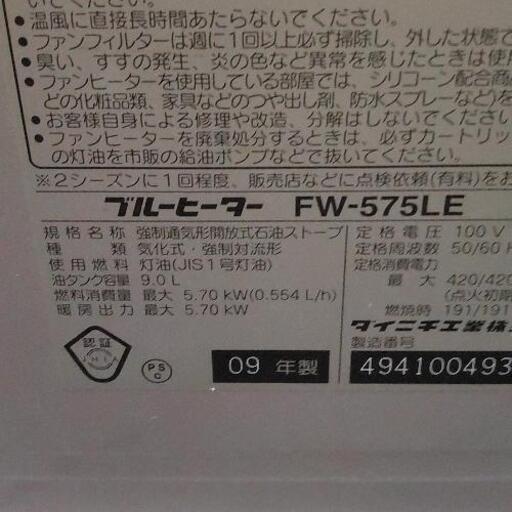 いでください。
●温風に直接長時間あたらないでください。
●ファンフィルターは週に1回以上必ず掃除し、外した状態で
●臭い、すすの発生、炎の色など異常を感じたときは使用
●ファンヒーターを使用している部屋では、シリコーン配合商品
どの化粧品類、家具などのつや出し剤、防水スプレーなど)を
●お客様自身による修理や改造、分解はしないでください
●ファンヒーターを廃棄処分するときは、必ずカートリッ
の灯油を市販の給油ポンプなどで抜いてください。
※2シーズンに1回程度、販売店などに点検依頼(有料)をお
ブルーヒーター FW-575LE
規格名称 強制通気形開放式石油ストーブ
種類 気化式・強制対流形
使用燃料 灯油(JIS1号灯油)
油タンク容量 9.0 L
燃料消費量 最大 5.70 kW(0.554 L/h)
暖房出力 最大 5.70 kW
認証
JHIA
PS
C
09 年製
定格電圧 100 V
定格周波数 50/60 H
定格消費電力
最大 420/420
(点火初期
燃焼時 191/191
ダイニチ工業株
製造番号
494100493